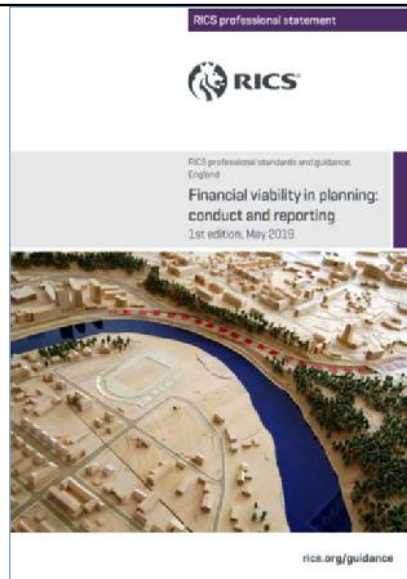 RICS professional statement
RICS
RICS professional standards and guidance,
England
Financial viability in planning:
conduct and reporting
1st edition, May 2019
rics.org/guidance